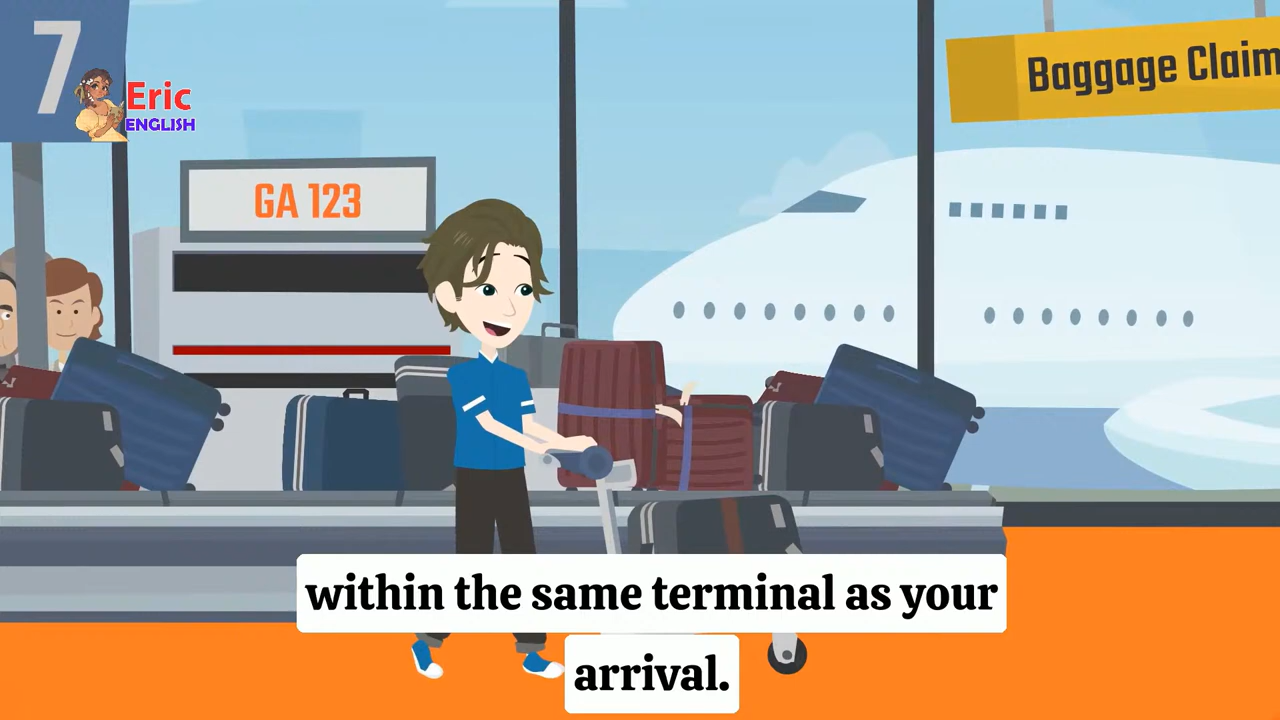 7
Eric
ENGLISH
Baggage Claim
GA 123
within the same terminal as your
arrival.